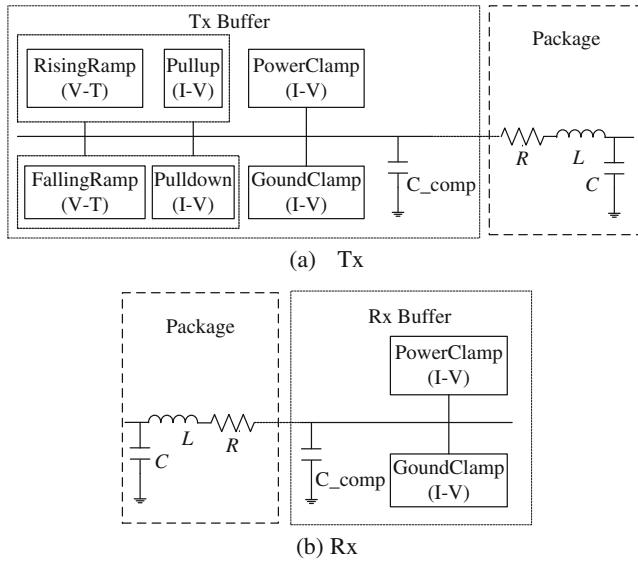 Tx Buffer
Package
RisingRamp
(V-T)
Pullup
(I-V)
PowerClamp
(I-V)
FallingRamp
(V-T)
Pulldown
(I-V)
GoundClamp
(I-V)
C_comp
R
L
C
(a) Tx
Package
Rx Buffer
PowerClamp
(I-V)
L
R
C
C_comp
GoundClamp
(I-V)
(b) Rx